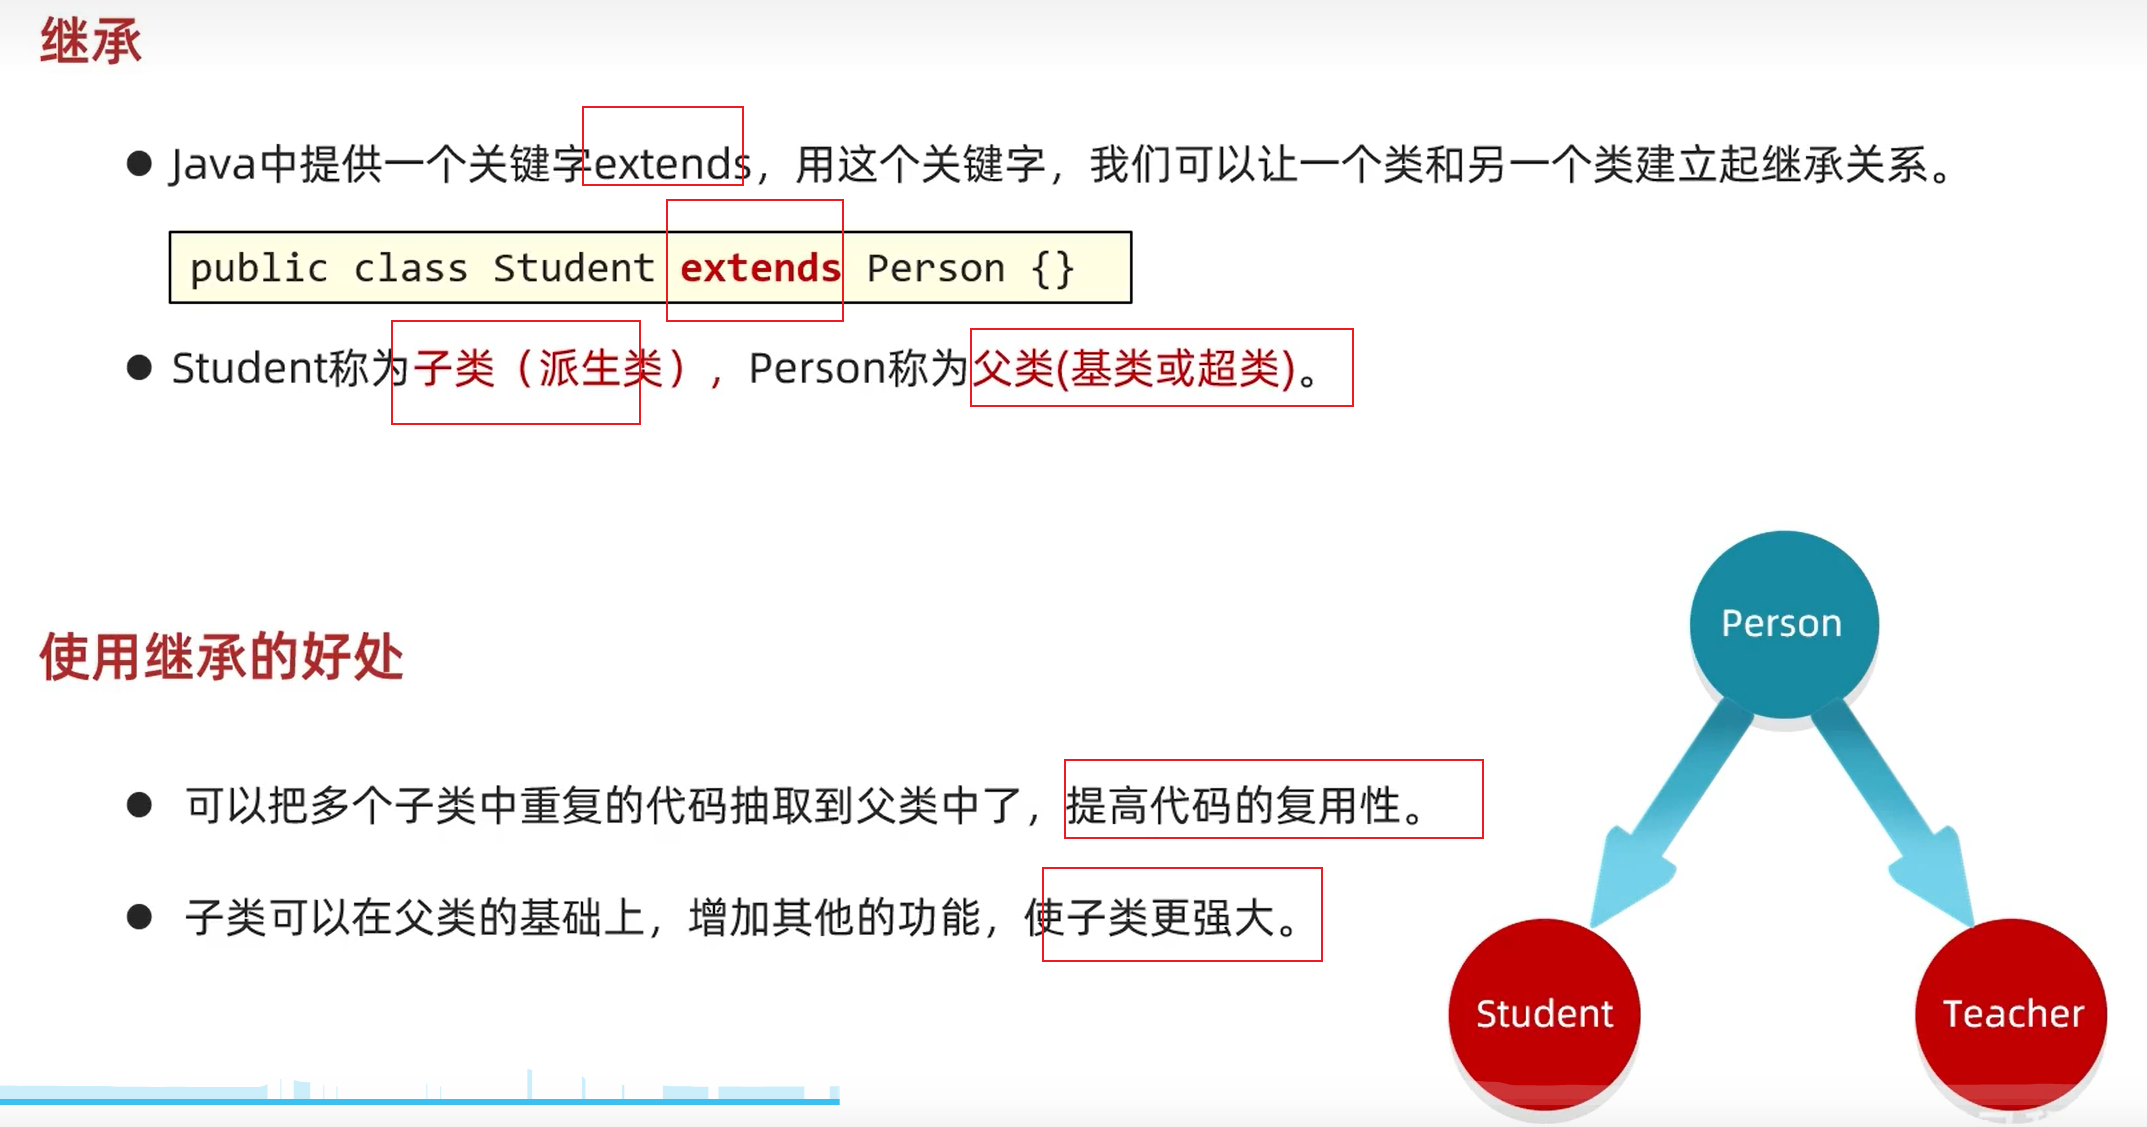 继承
● Java中提供一个关键字extends，用这个关键字，我们可以让一个类和另一个类建立起继承关系。
public class Student extends Person {}
● Student称为子类（派生类），Person称为父类(基类或超类)。
使用继承的好处
● 可以把多个子类中重复的代码抽取到父类中了，提高代码的复用性。
● 子类可以在父类的基础上，增加其他的功能，使子类更强大。
Person
Student
Teacher